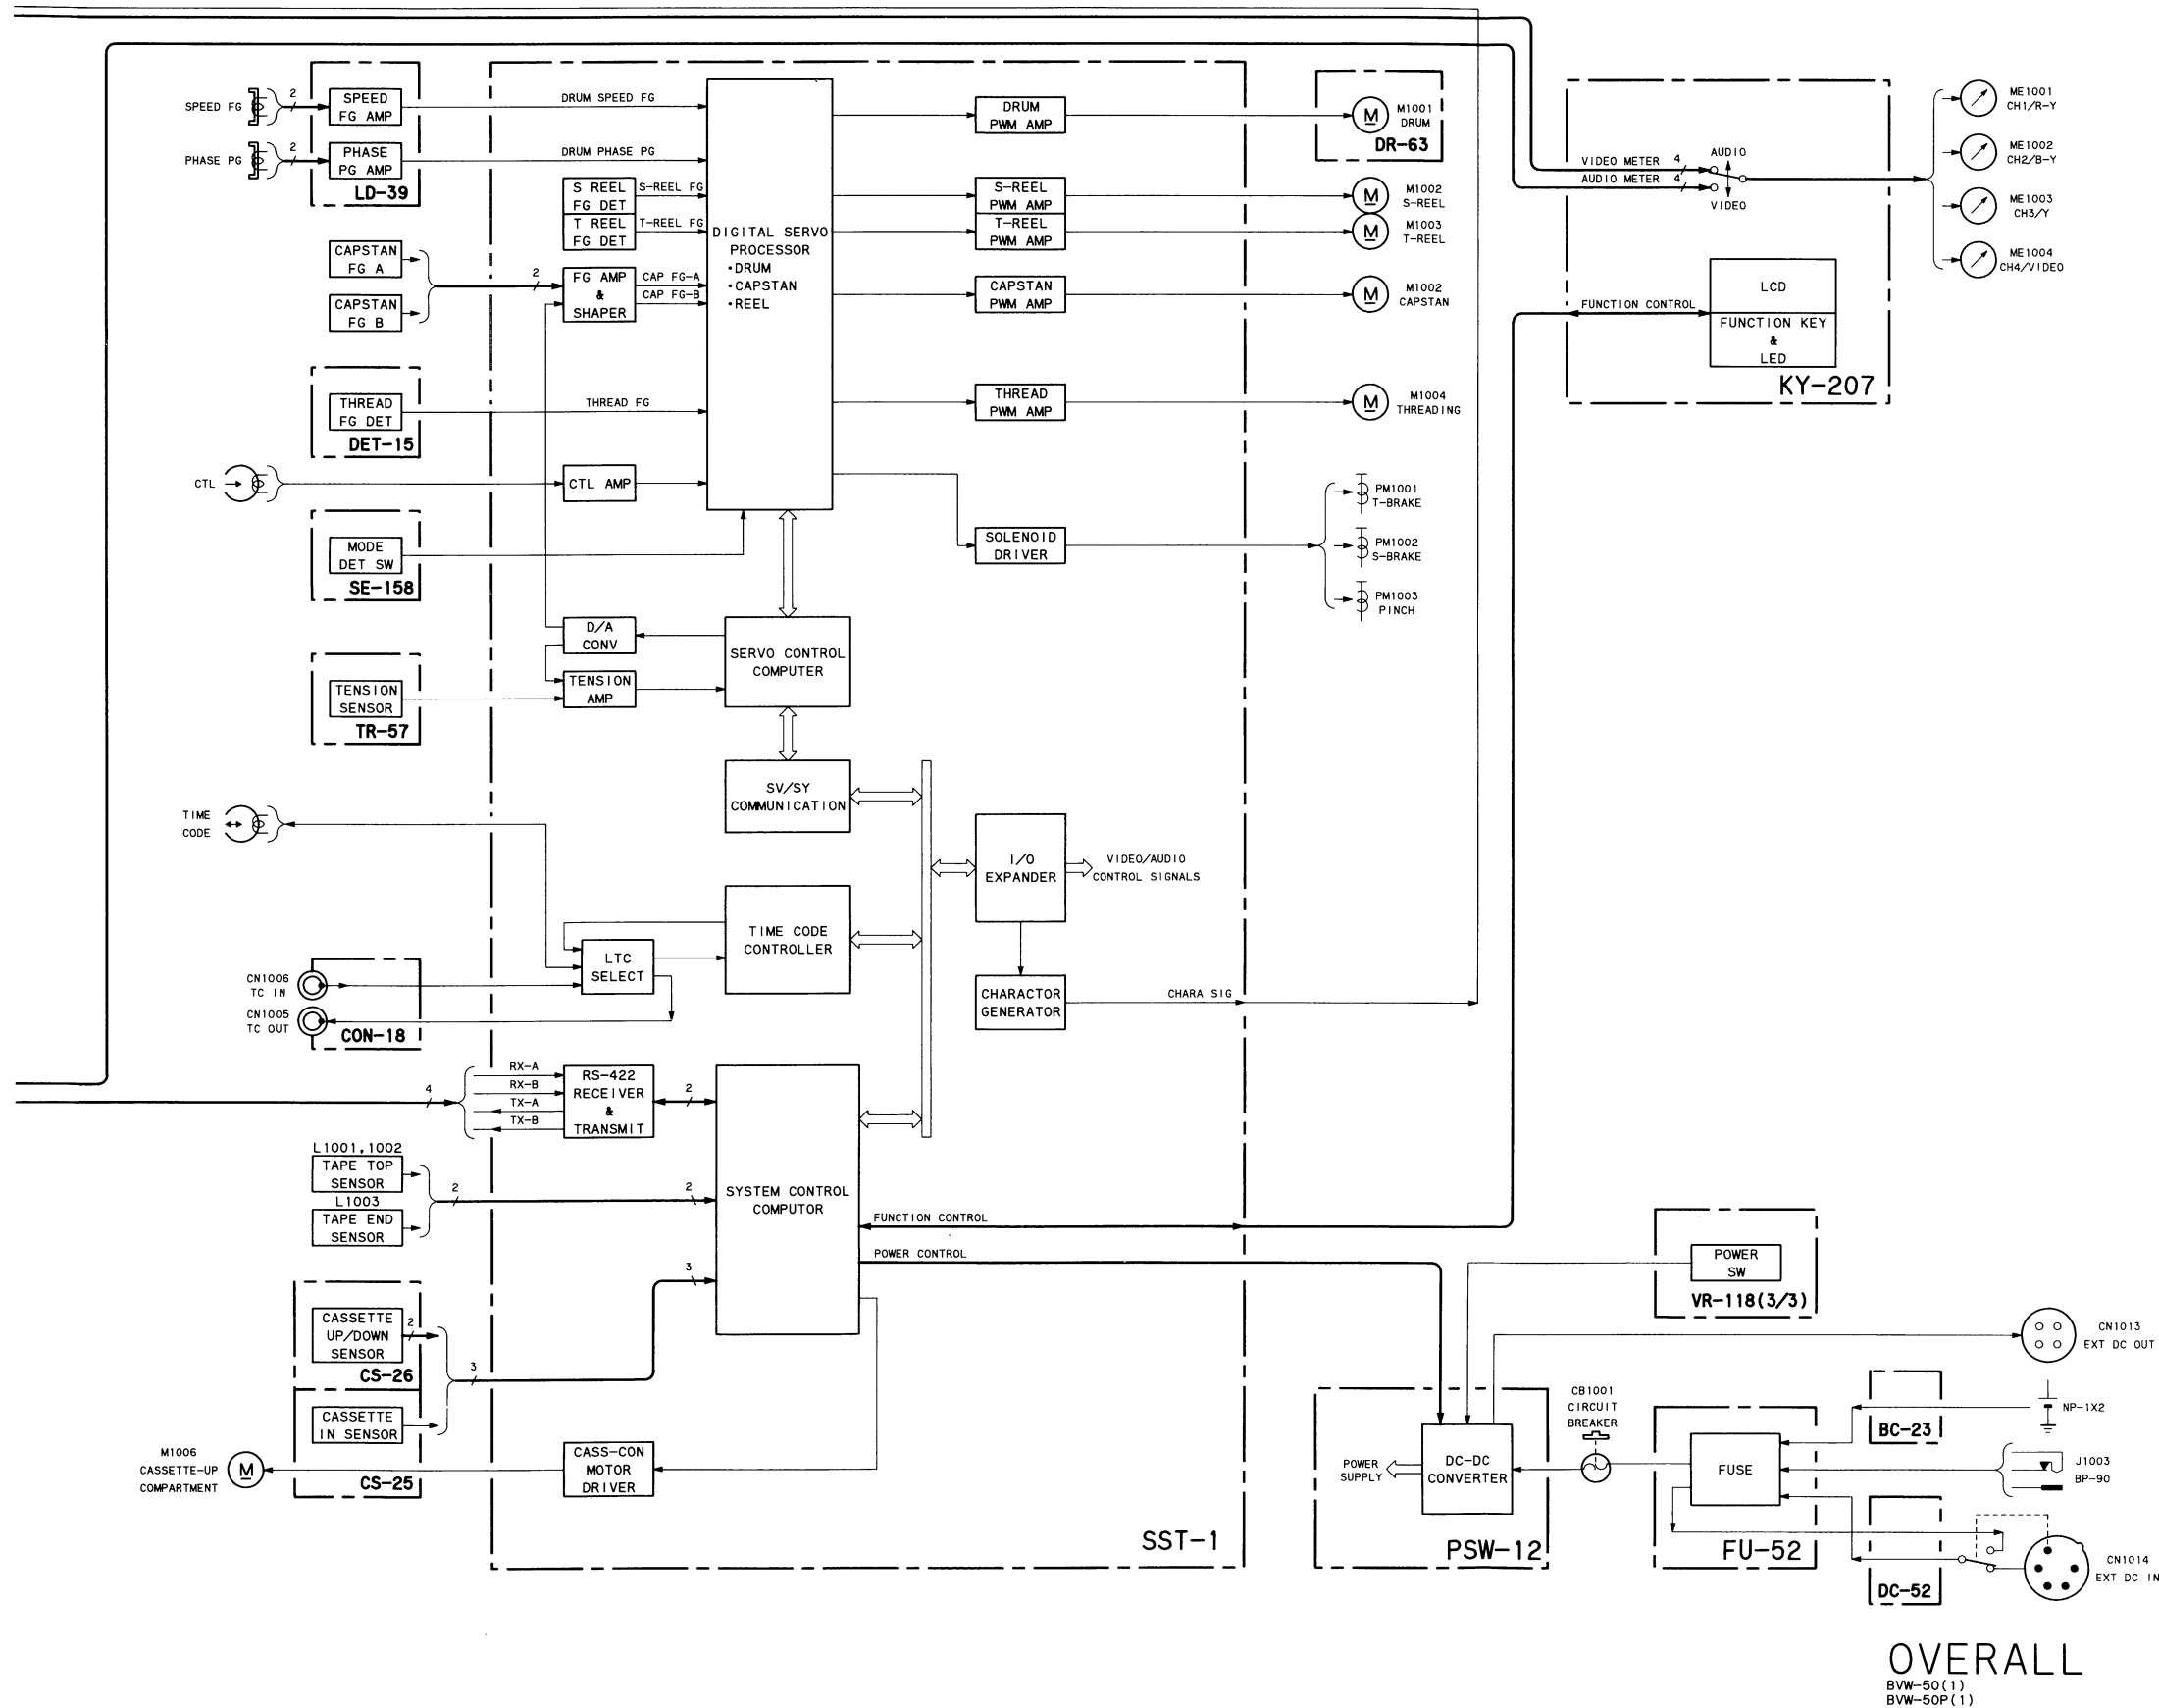 SPEED FG
2
SPEED
FG AMP
PHASE PG
2
PHASE
PG AMP
LD-39
DRUM SPEED FG
DRUM PHASE PG
S REEL
FG DET
S-REEL FG
T REEL
FG DET
T-REEL FG
CAPSTAN
FG A
CAPSTAN
FG B
2
FG AMP
&
SHAPER
CAP FG-A
CAP FG-B
DIGITAL SERVO
PROCESSOR
•DRUM
•CAPSTAN
•REEL
THREAD
FG DET
DET-15
THREAD FG
CTL
CTL AMP
MODE
DET SW
SE-158
D/A
CONV
SERVO CONTROL
COMPUTER
TENSION
SENSOR
TR-57
TENSION
AMP
SV/SY
COMMUNICATION
TIME
CODE
TIME CODE
CONTROLLER
LTC
SELECT
CN1006
TC IN
CN1005
TC OUT
CON-18
DRUM
PWM AMP
M
M1001
DRUM
DR-63
S-REEL
PWM AMP
M
M1002
S-REEL
T-REEL
PWM AMP
M
M1003
T-REEL
CAPSTAN
PWM AMP
M
M1002
CAPSTAN
THREAD
PWM AMP
M
M1004
THREADING
SOLENOID
DRIVER
PM1001
T-BRAKE
PM1002
S-BRAKE
PM1003
PINCH
I/O
EXPANDER
VIDEO/AUDIO
CONTROL SIGNALS
CHARACTOR
GENERATOR
CHARA SIG
VIDEO METER 4
AUDIO METER 4
AUDIO
VIDEO
FUNCTION CONTROL
LCD
FUNCTION KEY
&
LED
KY-207
ME1001
CH1/R-Y
ME1002
CH2/B-Y
ME1003
CH3/Y
ME1004
CH4/VIDEO
4
RX-A
RX-B
TX-A
TX-B
RS-422
RECEIVER
&
TRANSMIT
2
L1001,1002
TAPE TOP
SENSOR
L1003
TAPE END
SENSOR
2
2
SYSTEM CONTROL
COMPUTOR
FUNCTION CONTROL
POWER CONTROL
3
CASSETTE
UP/DOWN
SENSOR
2
CS-26
3
CASSETTE
IN SENSOR
CS-25
M1006
CASSETTE-UP
COMPARTMENT
M
CASS-CON
MOTOR
DRIVER
SST-1
POWER
SW
VR-118(3/3)
CN1013
EXT DC OUT
POWER
SUPPLY
DC-DC
CONVERTER
PSW-12
CB1001
CIRCUIT
BREAKER
FUSE
FU-52
BC-23
NP-1X2
J1003
BP-90
DC-52
CN1014
EXT DC IN
OVERALL
BVW-50(1)
BVW-50P(1)